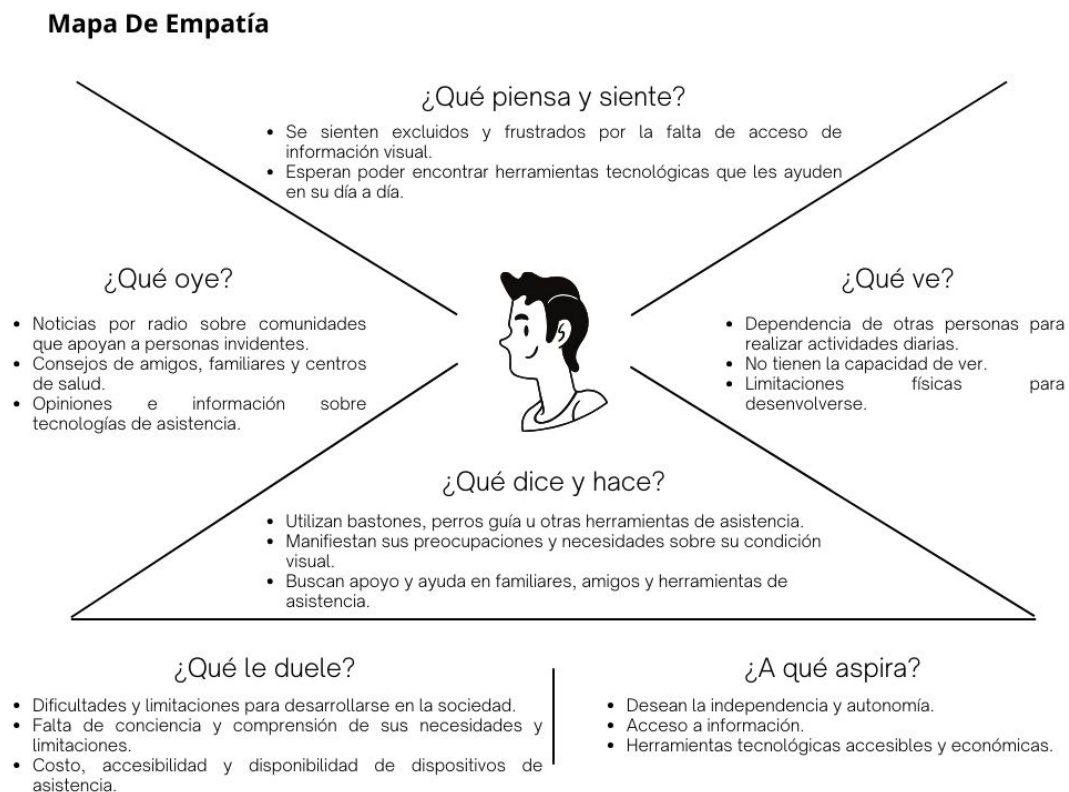 Mapa De Empatía
¿Qué piensa y siente?
• Se sienten excluidos y frustrados por la falta de acceso de
información visual.
• Esperan poder encontrar herramientas tecnológicas que les ayuden
en su día a día.
¿Qué oye?
• Noticias por radio sobre comunidades
que apoyan a personas invidentes.
• Consejos de amigos, familiares y centros
de salud.
• Opiniones e información sobre
tecnologías de asistencia.
¿Qué ve?
• Dependencia de otras personas para
realizar actividades diarias.
• No tienen la capacidad de ver.
• Limitaciones físicas para
desenvolverse.
¿Qué dice y hace?
• Utilizan bastones, perros guía u otras herramientas de asistencia.
• Manifiestan sus preocupaciones y necesidades sobre su condición
visual.
• Buscan apoyo y ayuda en familiares, amigos y herramientas de
asistencia.
¿Qué le duele?
• Dificultades y limitaciones para desarrollarse en la sociedad.
• Falta de conciencia y comprensión de sus necesidades y
limitaciones.
• Costo, accesibilidad y disponibilidad de dispositivos de
asistencia.
¿A qué aspira?
• Desean la independencia y autonomía.
• Acceso a información.
• Herramientas tecnológicas accesibles y económicas.